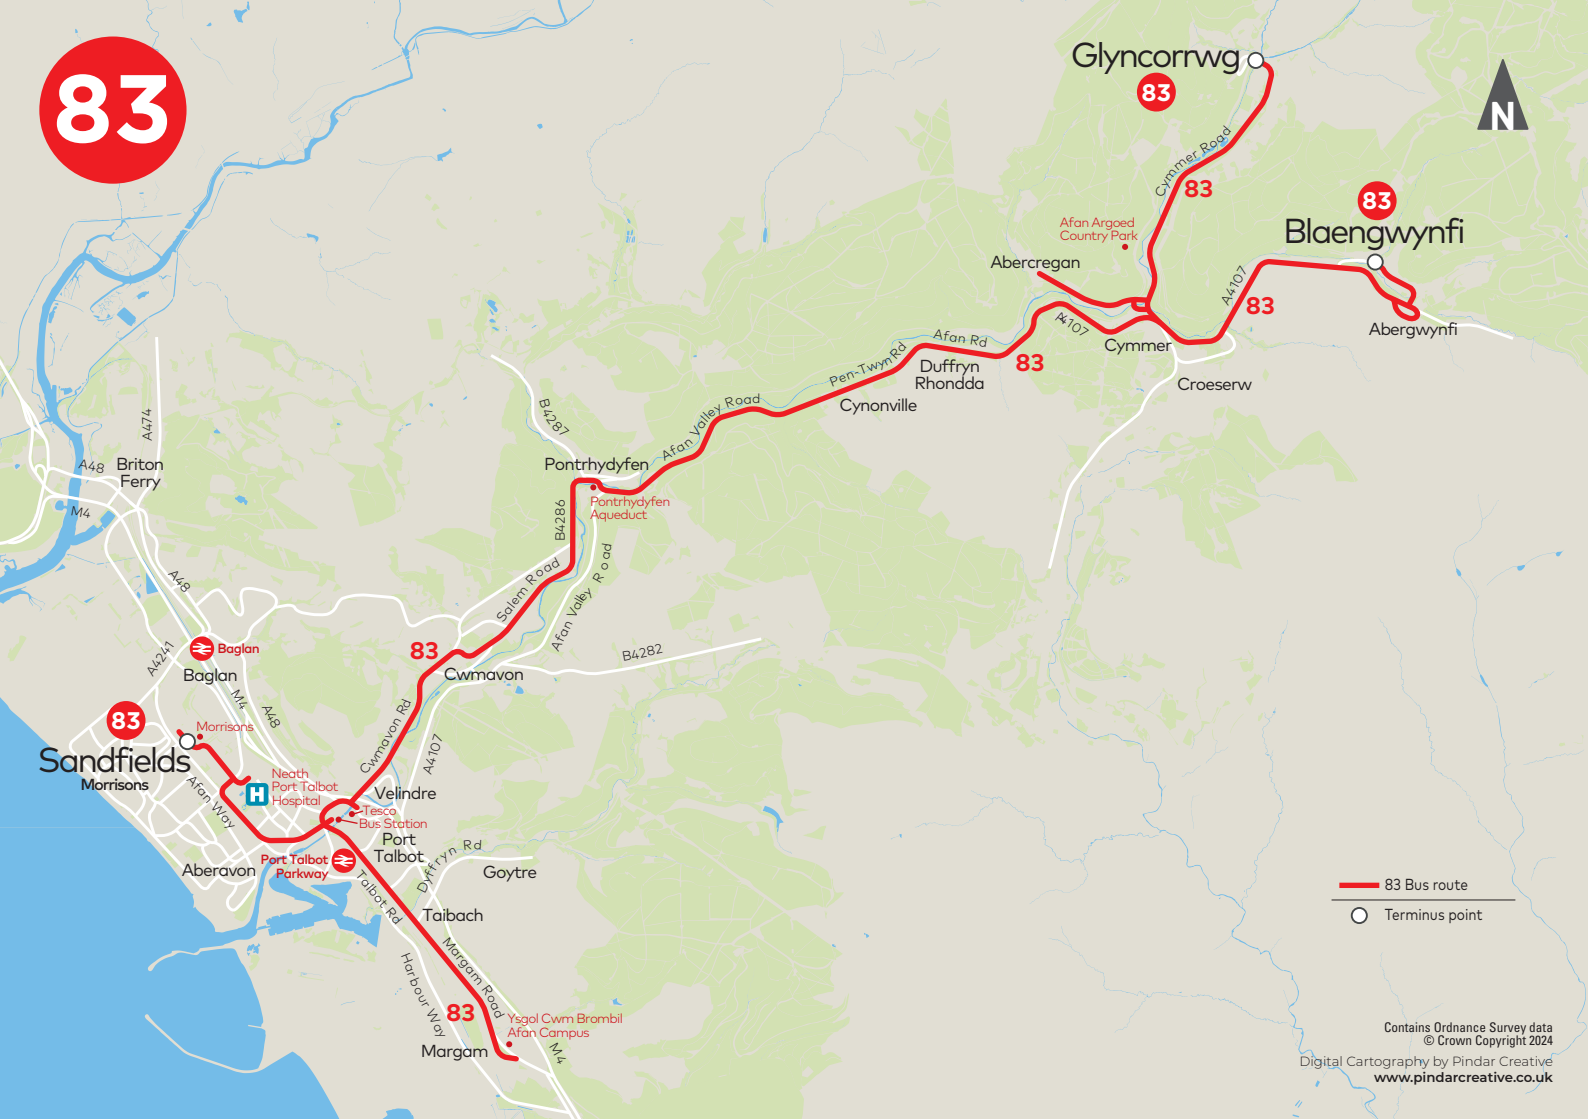 83
Glyncorrwg
83
N
Cymmer Road
83
83
Blaengwynfi
Afan Argoed
Country Park
Abercregan
A4107
83
A4107
Abergwynfi
Afan Rd
Cymmer
83
Pen-Twyn Rd
Duffryn
Rhondda
Croeserw
Cynonville
Afan Valley Road
B4287
A474
A48
Briton
Ferry
Pontrhydyfen
Pontrhydyfen
Aqueduct
M4
B4286
A48
Salem Road
Afan Valley Road
A4241
Baglan
Baglan
83
B4282
Cwmavon
M4
A48
Cwmavon Rd
A4107
83
Morrisons
Sandfields
Morrisons
Afan Way
Neath
Port Talbot
Hospital
H
Velindre
Tesco
Bus Station
Port
Talbot
Port Talbot
Parkway
Aberavon
Dyffryn Rd
Goytre
Talbot Rd
Taibach
83 Bus route
Terminus point
Margam Road
Harbour Way
83
Ysgol Cwm Brombil
Afan Campus
Margam
M4
Contains Ordnance Survey data
© Crown Copyright 2024
Digital Cartography by Pindar Creative
www.pindarcreative.co.uk